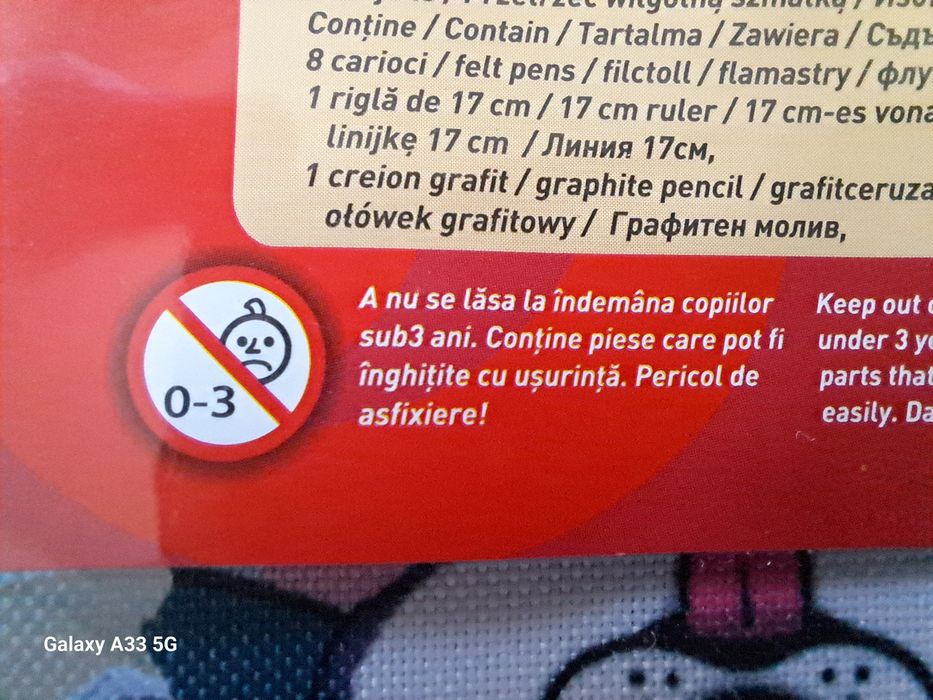 Conține / Contain / Tartalma / Zawiera /
8 carioci / felt pens / filctoll / flamastry /
1 riglă de 17 cm / 17 cm ruler / 17 cm-es
linijkę 17 cm / Линия 17см,
1 creion grafit / graphite pencil / grafitceruza
ołówek grafitowy / Графитен молив,
0-3
A nu se lăsa la îndemâna copiilor
sub3 ani. Conține piese care pot fi
înghițite cu ușurință. Pericol de
asfixiere!
Keep out
under 3
parts that
easily.
Galaxy A33 5G